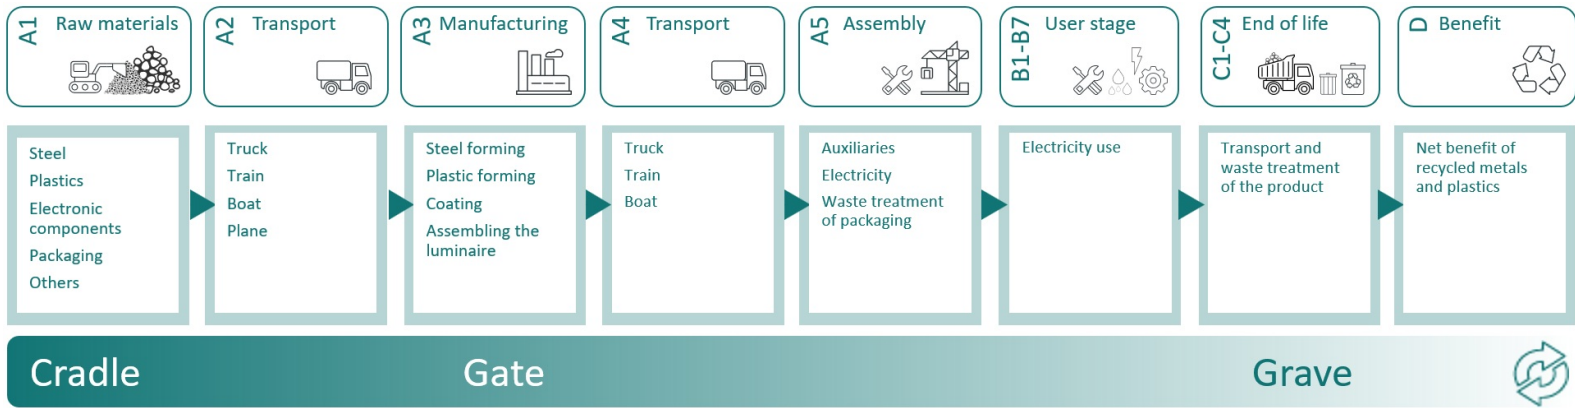 A1 Raw materials
A2 Transport
A3 Manufacturing
A4 Transport
A5 Assembly
B1-B7 User stage
C1-C4 End of life
D Benefit
Steel
Plastics
Electronic
components
Packaging
Others
Truck
Train
Boat
Plane
Steel forming
Plastic forming
Coating
Assembling the
luminaire
Truck
Train
Boat
Auxiliaries
Electricity
Waste treatment
of packaging
Electricity use
Transport and
waste treatment
of the product
Net benefit of
recycled metals
and plastics
Cradle
Gate
Grave